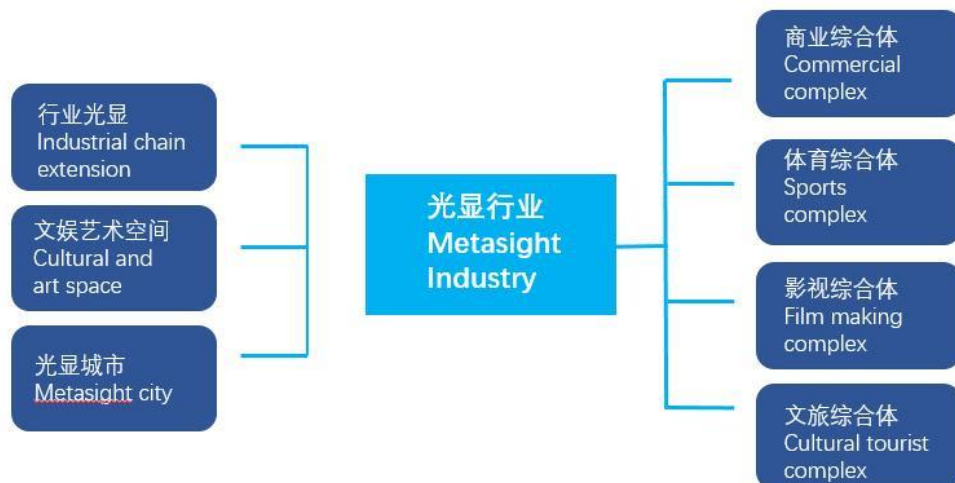 行业光显
Industrial chain
extension
文娱艺术空间
Cultural and
art space
光显城市
Metasight city
光显行业
Metasight
Industry
商业综合体
Commercial
complex
体育综合体
Sports
complex
影视综合体
Film making
complex
文旅综合体
Cultural tourist
complex